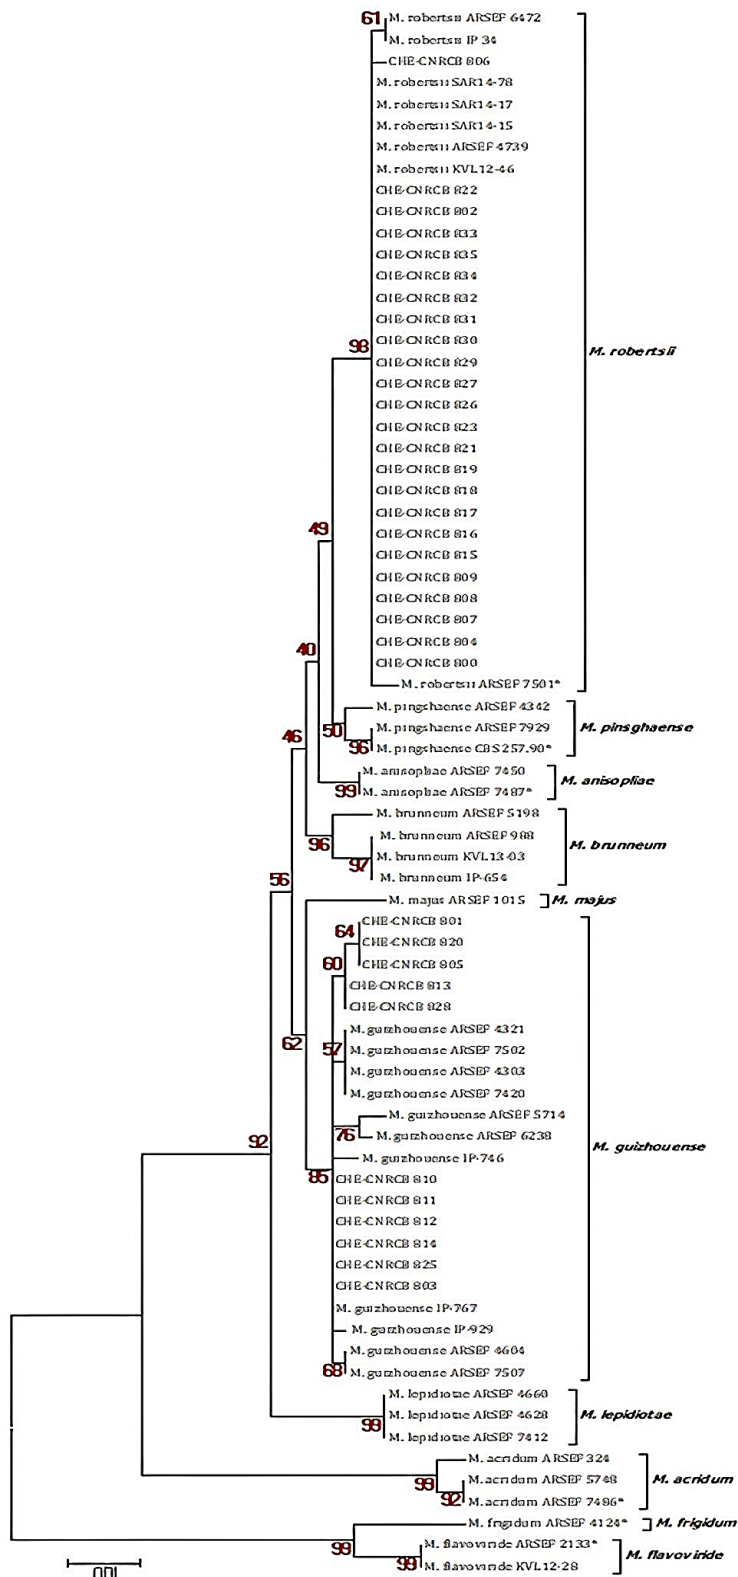 61
M. robertsii ARSEF 6472
M. robertsii IP 34
CHE-CNRCB 806
M. robertsii SAR14-78
M. robertsii SAR14-17
M. robertsii SAR14-15
M. robertsii ARSEF 4739
M. robertsii KVL12-46
CHE-CNRCB 822
CHE-CNRCB 802
CHE-CNRCB 833
CHE-CNRCB 835
CHE-CNRCB 834
CHE-CNRCB 832
CHE-CNRCB 831
CHE-CNRCB 830
98
M. robertsii
CHE-CNRCB 829
CHE-CNRCB 827
CHE-CNRCB 826
CHE-CNRCB 823
CHE-CNRCB 821
CHE-CNRCB 819
CHE-CNRCB 818
CHE-CNRCB 817
49
CHE-CNRCB 816
CHE-CNRCB 815
CHE-CNRCB 809
CHE-CNRCB 808
CHE-CNRCB 807
CHE-CNRCB 804
40
CHE-CNRCB 800
M. robertsii ARSEF 7501*
M. pingshaense ARSEF 4342
50
M. pingshaense ARSEF 7929
M. pinsghaense
46
96
M. pingshaense CBS 257.90*
M. anisopliae ARSEF 7450
M. anisopliae
99
M. anisopliae ARSEF 7487*
M. brunneum ARSEF 5198
96
M. brunneum ARSEF 988
M. brunneum
97
M. brunneum KVL13-03
56
M. brunneum IP-654
M. majus ARSEF 1015
M. majus
64
CHE-CNRCB 801
CHE-CNRCB 820
60
CHE-CNRCB 805
CHE-CNRCB 813
CHE-CNRCB 828
M. guizhouense ARSEF 4321
62
57
M. guizhouense ARSEF 7502
M. guizhouense ARSEF 4303
M. guizhouense ARSEF 7420
M. guizhouense ARSEF 5714
92
76
M. guizhouense ARSEF 6238
M. guizhouense
M. guizhouense IP-746
85
CHE-CNRCB 810
CHE-CNRCB 811
CHE-CNRCB 812
CHE-CNRCB 814
CHE-CNRCB 825
CHE-CNRCB 803
M. guizhouense IP-767
M. guizhouense IP-929
M. guizhouense ARSEF 4604
68
M. guizhouense ARSEF 7507
M. lepidiotae ARSEF 4660
99
M. lepidiotae ARSEF 4628
M. lepidiotae
M. lepidiotae ARSEF 7412
M. acridum ARSEF 324
99
M. acridum ARSEF 5748
M. acridum
92
M. acridum ARSEF 7486*
M. frigidum ARSEF 4124*
M. frigidum
99
M. flavoviride ARSEF 2133*
M. flavoviride
99
M. flavoviride KVL12-28